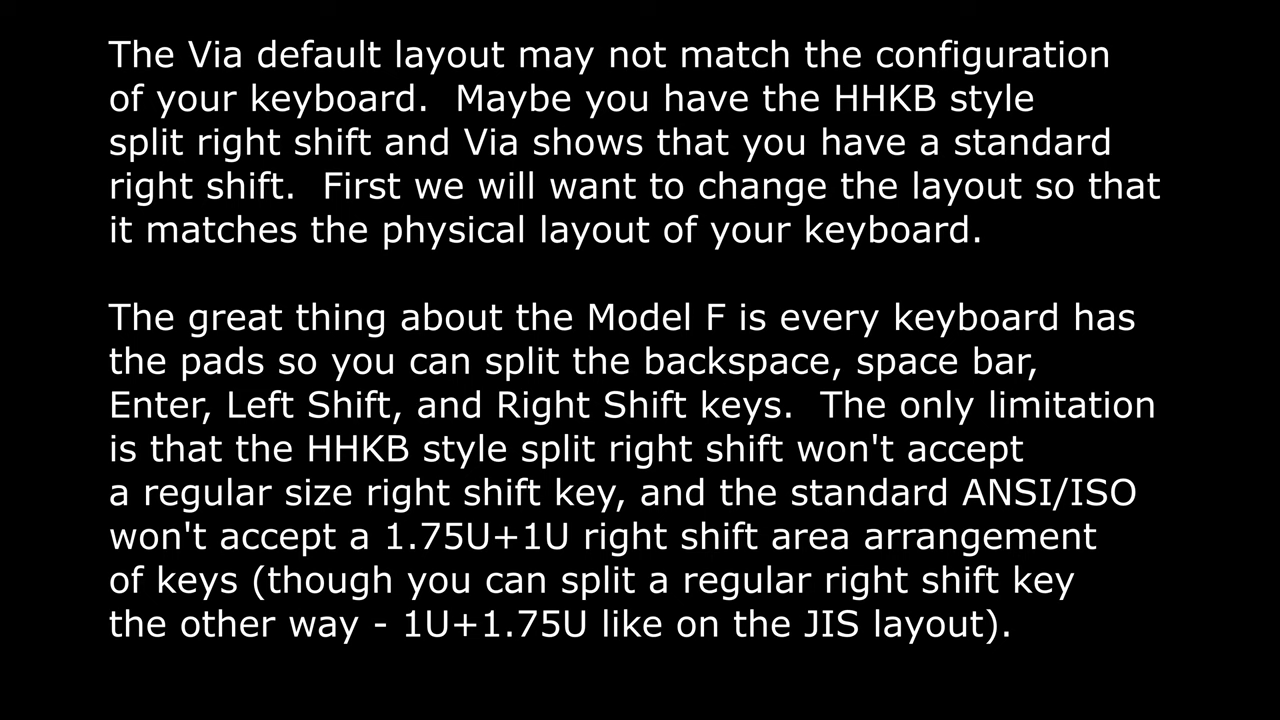 The Via default layout may not match the configuration
of your keyboard.  Maybe you have the HHKB style
split right shift and Via shows that you have a standard
right shift.  First we will want to change the layout so that
it matches the physical layout of your keyboard.

The great thing about the Model F is every keyboard has
the pads so you can split the backspace, space bar,
Enter, Left Shift, and Right Shift keys.  The only limitation
is that the HHKB style split right shift won't accept
a regular size right shift key, and the standard ANSI/ISO
won't accept a 1.75U+1U right shift area arrangement
of keys (though you can split a regular right shift key
the other way - 1U+1.75U like on the JIS layout).